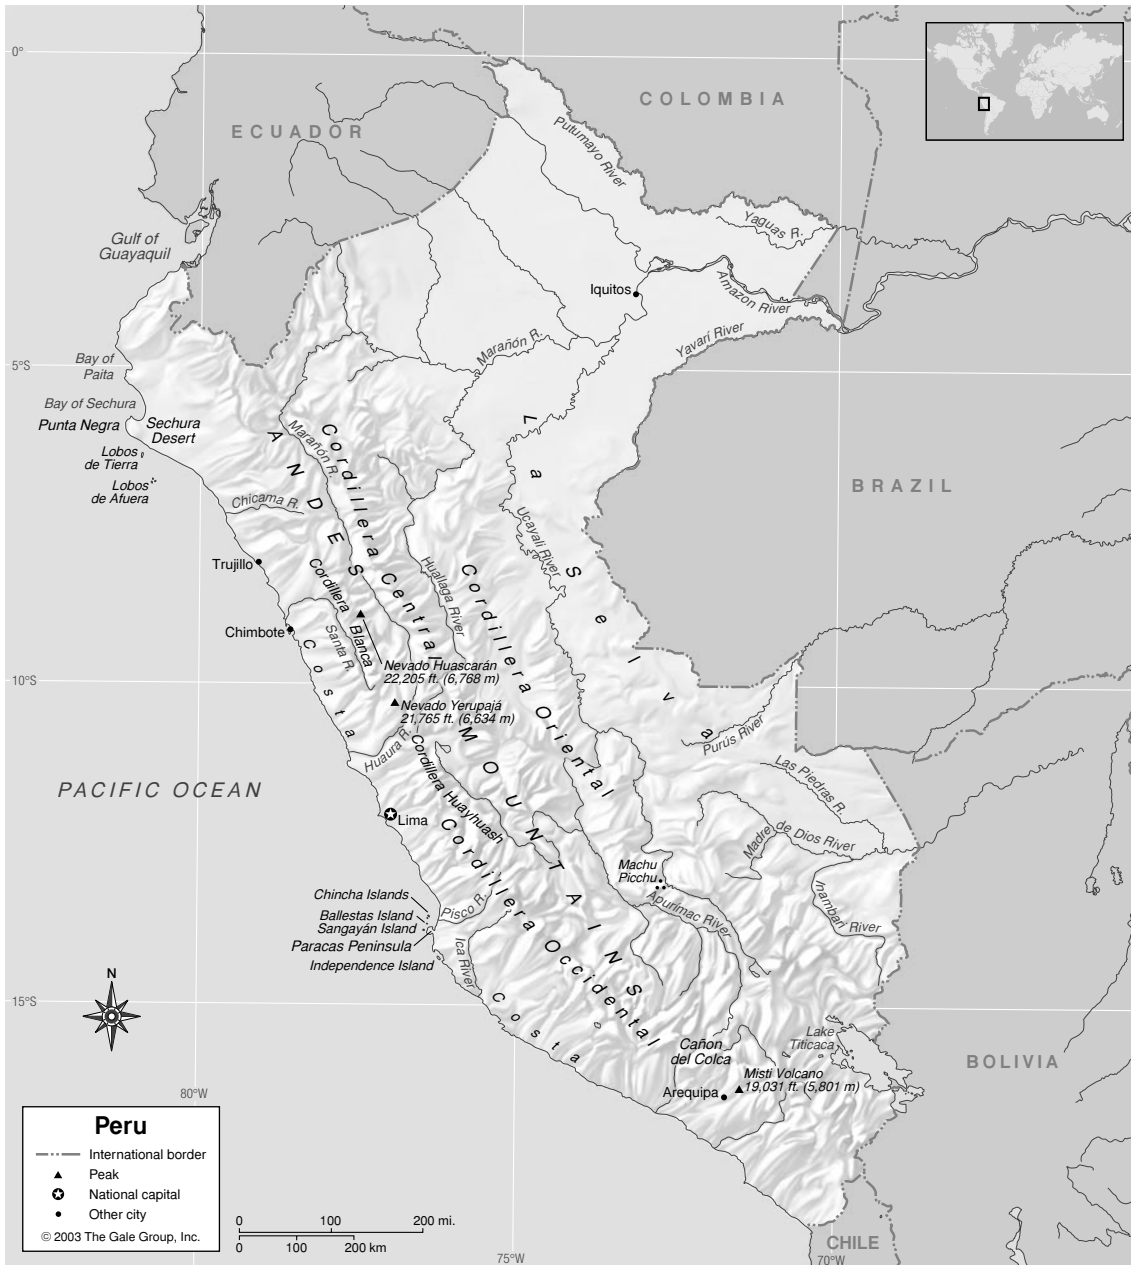 0°
COLOMBIA
ECUADOR
Putumayo River
Yaguas R.
Gulf of
Guayaquil
Iquitos
Amazon River
Marañón R.
Yavarí River
5°S
Bay of
Paita
Bay of Sechura
Punta Negra
Sechura
Desert
Lobos
de Tierra
Lobos
de Afuera
Marañón R.
ANDES MOUNTAINS
Cordillera Central
La Selva
BRAZIL
Chicama R.
Ucayali River
Huallaga River
Trujillo
Cordillera Blanca
Cordillera Oriental
Chimbote
Santa R.
Costa
Nevado Huascarán
22,205 ft. (6,768 m)
10°S
Nevado Yerupajá
21,765 ft. (6,634 m)
Purús River
Huaura R.
Cordillera Huayhuash
Las Piedras R.
PACIFIC OCEAN
Lima
Cordillera Occidental
Madre de Dios River
Machu
Picchu
Chincha Islands
Ballestas Island
Sangayán Island
Paracas Peninsula
Independence Island
Pisco R.
Apurímac River
Inambari River
Ica River
N
15°S
Costa
Cañon
del Colca
Lake
Titicaca
BOLIVIA
Misti Volcano
19,031 ft. (5,801 m)
Arequipa
80°W
Peru
International border
Peak
National capital
Other city
© 2003 The Gale Group, Inc.
0 100 200 mi.
0 100 200 km
75°W
70°W
CHILE